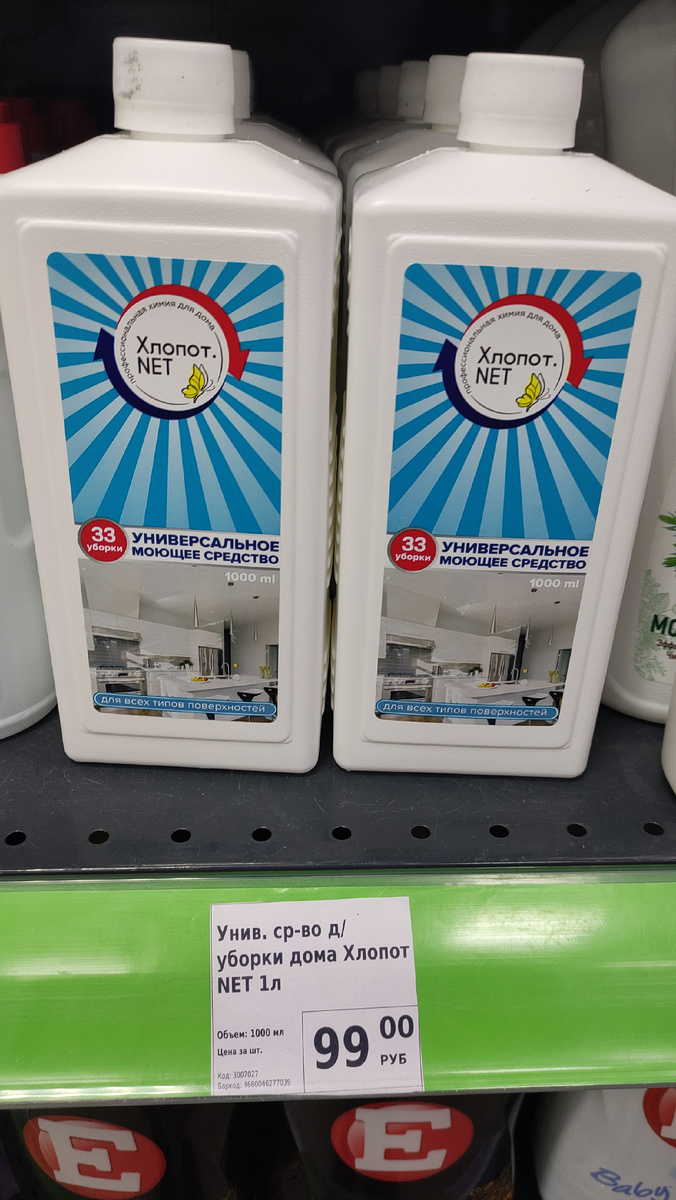 профессиональная химия для дома
Хлопот.
NET
33
уборки
УНИВЕРСАЛЬНОЕ
МОЮЩЕЕ СРЕДСТВО
1000 ml
для всех типов поверхностей
профессиональная химия для дома
Хлопот.
NET
33
уборки
УНИВЕРСАЛЬНОЕ
МОЮЩЕЕ СРЕДСТВО
1000 ml
для всех типов поверхностей
Унив. ср-во д/
уборки дома Хлопот
NET 1л
Объем: 1000 мл
Цена за шт.
99 00
РУБ
Код: 3007027
Баркод: 4680046277039
E
E
Baby